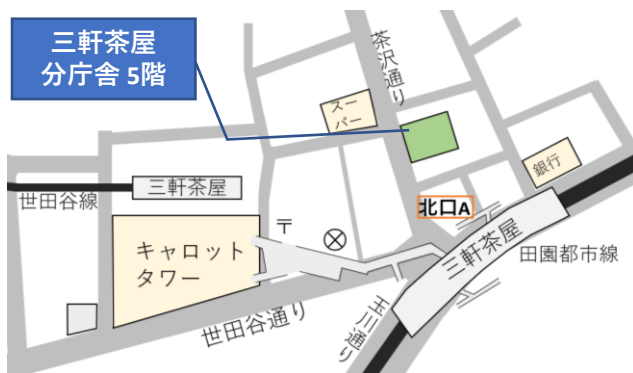 三軒茶屋
分庁舎 5階
茶沢通り
スー
パー
銀行
北口A
三軒茶屋
世田谷線
〒
キャロット
タワー
三軒茶屋
田園都市線
世田谷通り
玉川通り